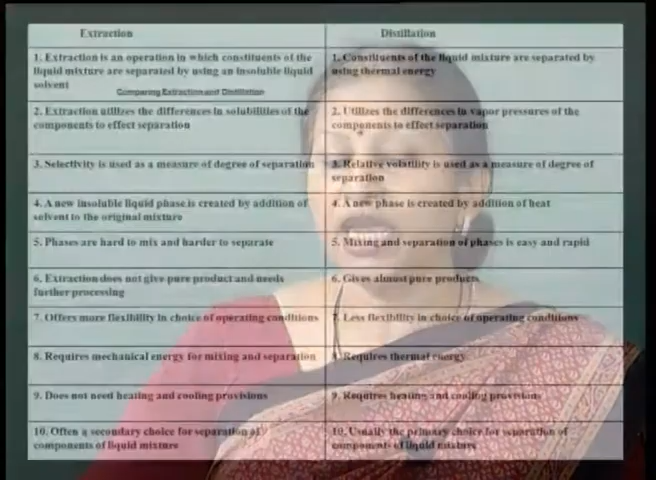 Extraction
Distillation
1. Extraction is an operation in which constituents of the
liquid mixture are separated by using an insoluble liquid
solvent
Comparing Extraction and Distillation
1. Constituents of the liquid mixture are separated by
using thermal energy
2. Extraction utilizes the differences in solubilities of the
components to effect separation
2. Utilizes the differences in vapor pressures of the
components to effect separation
3. Selectivity is used as a measure of degree of separation
3. Relative volatility is used as a measure of degree of
separation
4. A new insoluble liquid phase is created by addition of
solvent to the original mixture
4. A new phase is created by addition of heat
5. Phases are hard to mix and harder to separate
5. Mixing and separation of phases is easy and rapid
6. Extraction does not give pure product and needs
further processing
6. Gives almost pure products
7. Offers more flexibility in choice of operating conditions
7. Less flexibility in choice of operating conditions
8. Requires mechanical energy for mixing and separation
8. Requires thermal energy
9. Does not need heating and cooling provisions
9. Requires heating and cooling provisions
10. Often a secondary choice for separation of
components of liquid mixture
10. Usually the primary choice for separation of
components of liquid mixture